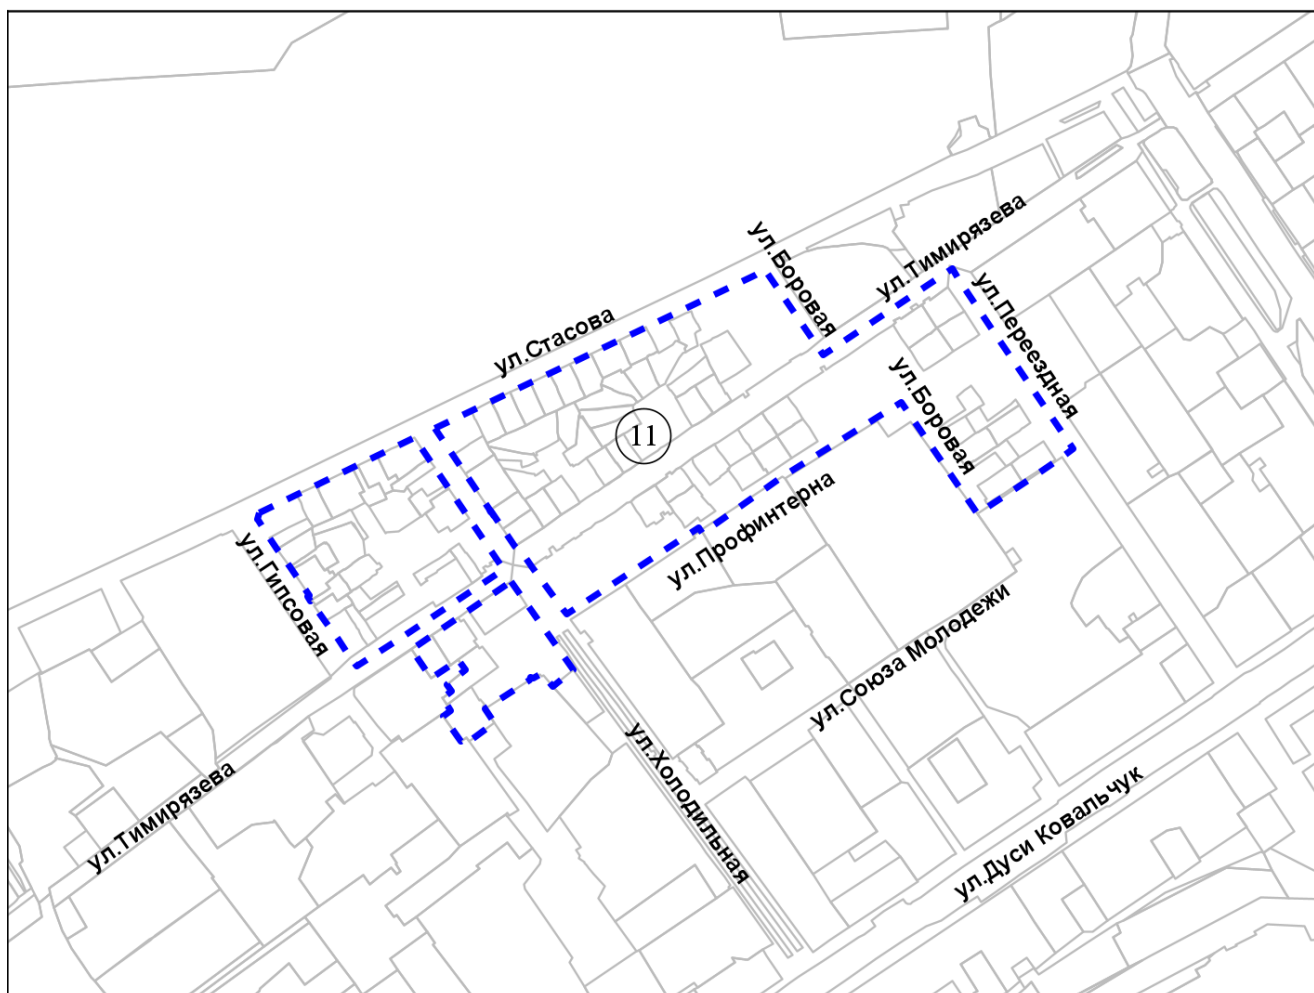 ул.Боровая
ул.Тимирязева
ул.Стасова
ул.Переездная
ул.Боровая
11
ул.Профинтерна
ул.Гипсовая
ул.Союза Молодежи
ул.Холодильная
ул.Тимирязева
ул.Дуси Ковальчук